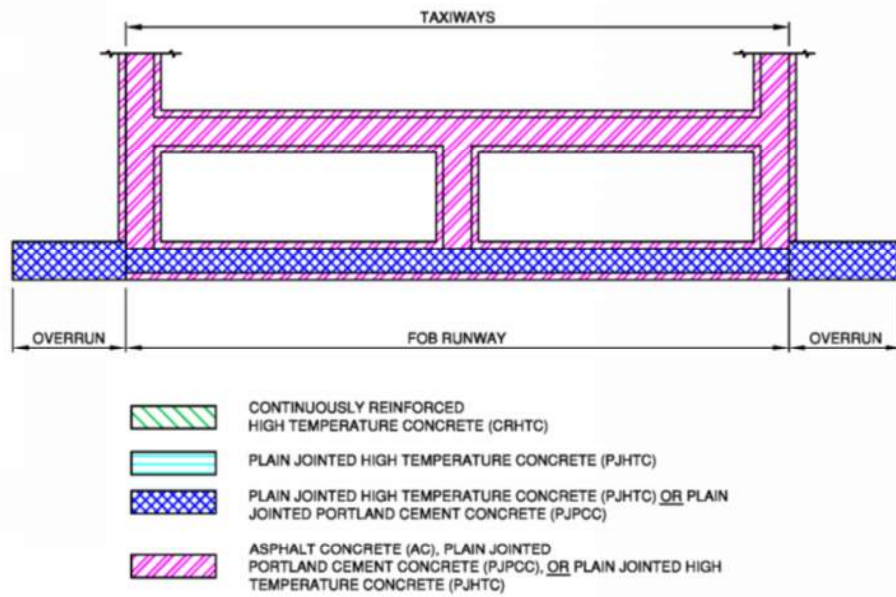 TAXIWAYS
OVERRUN
FOB RUNWAY
OVERRUN
CONTINUOUSLY REINFORCED
HIGH TEMPERATURE CONCRETE (CRHTC)
PLAIN JOINTED HIGH TEMPERATURE CONCRETE (PJHTC)
PLAIN JOINTED HIGH TEMPERATURE CONCRETE (PJHTC) OR PLAIN
JOINTED PORTLAND CEMENT CONCRETE (PJPCC)
ASPHALT CONCRETE (AC), PLAIN JOINTED
PORTLAND CEMENT CONCRETE (PJPCC), OR PLAIN JOINTED HIGH
TEMPERATURE CONCRETE (PJHTC)